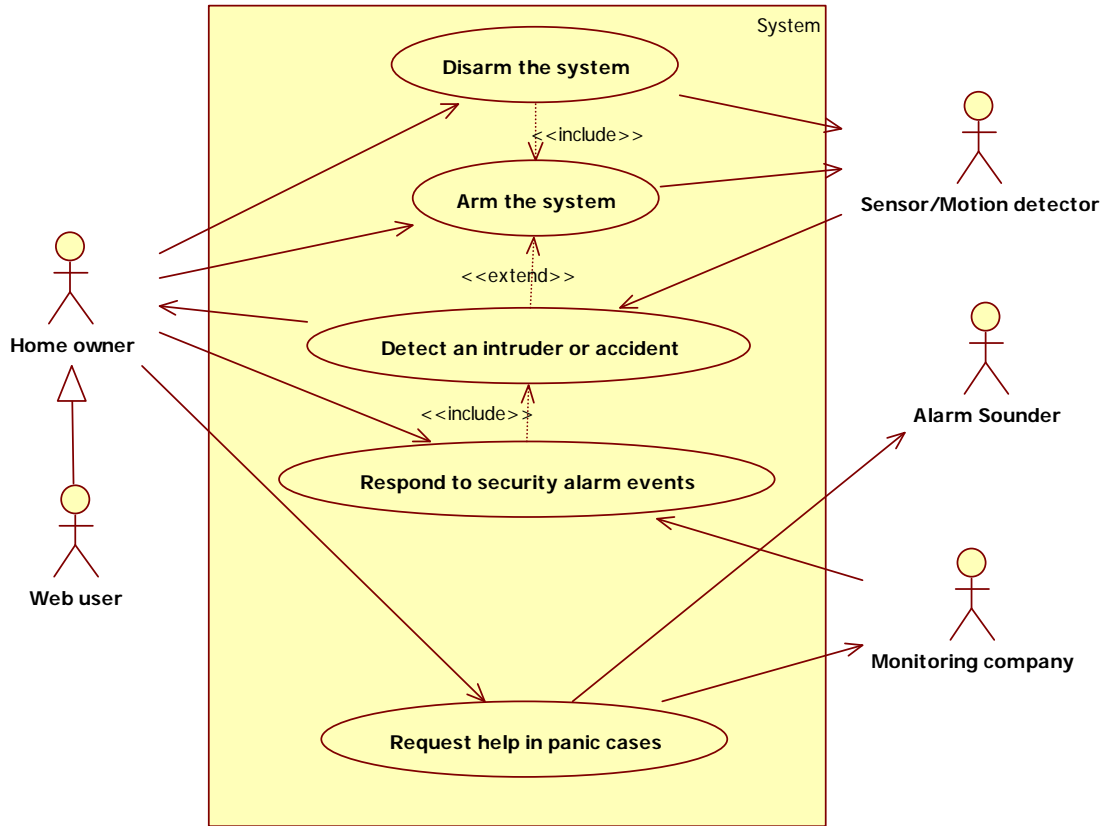 System
Disarm the system
<<include>>
Arm the system
Sensor/Motion detector
<<extend>>
Home owner
Detect an intruder or accident
<<include>>
Alarm Sounder
Respond to security alarm events
Web user
Monitoring company
Request help in panic cases